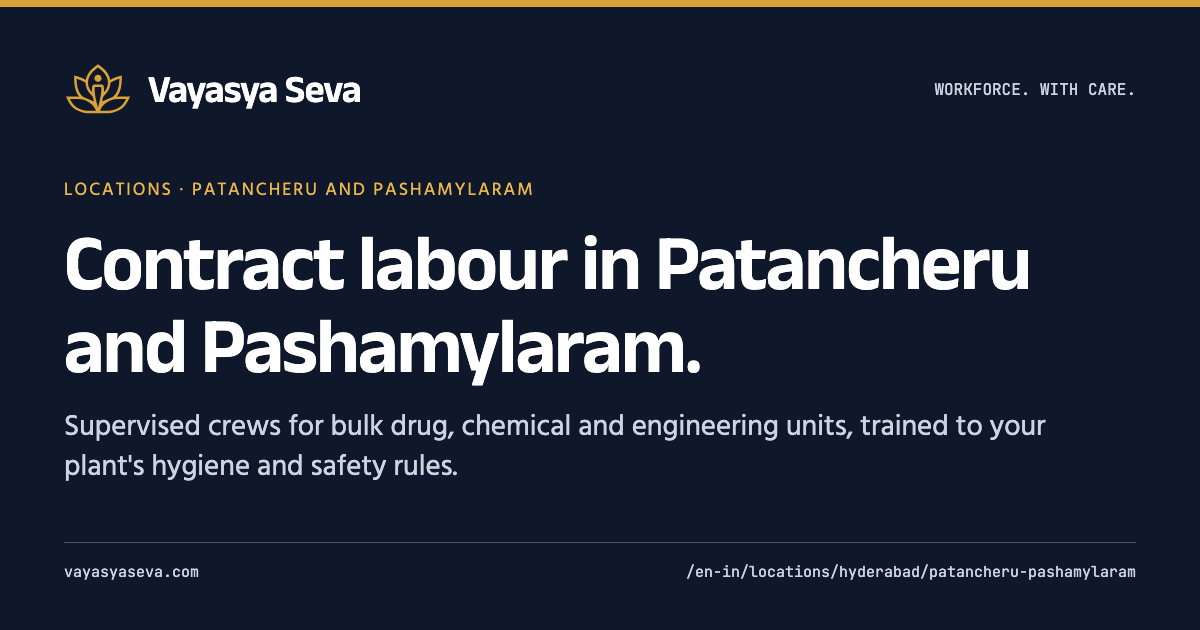 Vayasya Seva
WORKFORCE. WITH CARE.
LOCATIONS · PATANCHERU AND PASHAMYLARAM
Contract labour in Patancheru
and Pashamylaram.
Supervised crews for bulk drug, chemical and engineering units, trained to your
plant's hygiene and safety rules.
vayasyaseva.com
/en-in/locations/hyderabad/patancheru-pashamylaram